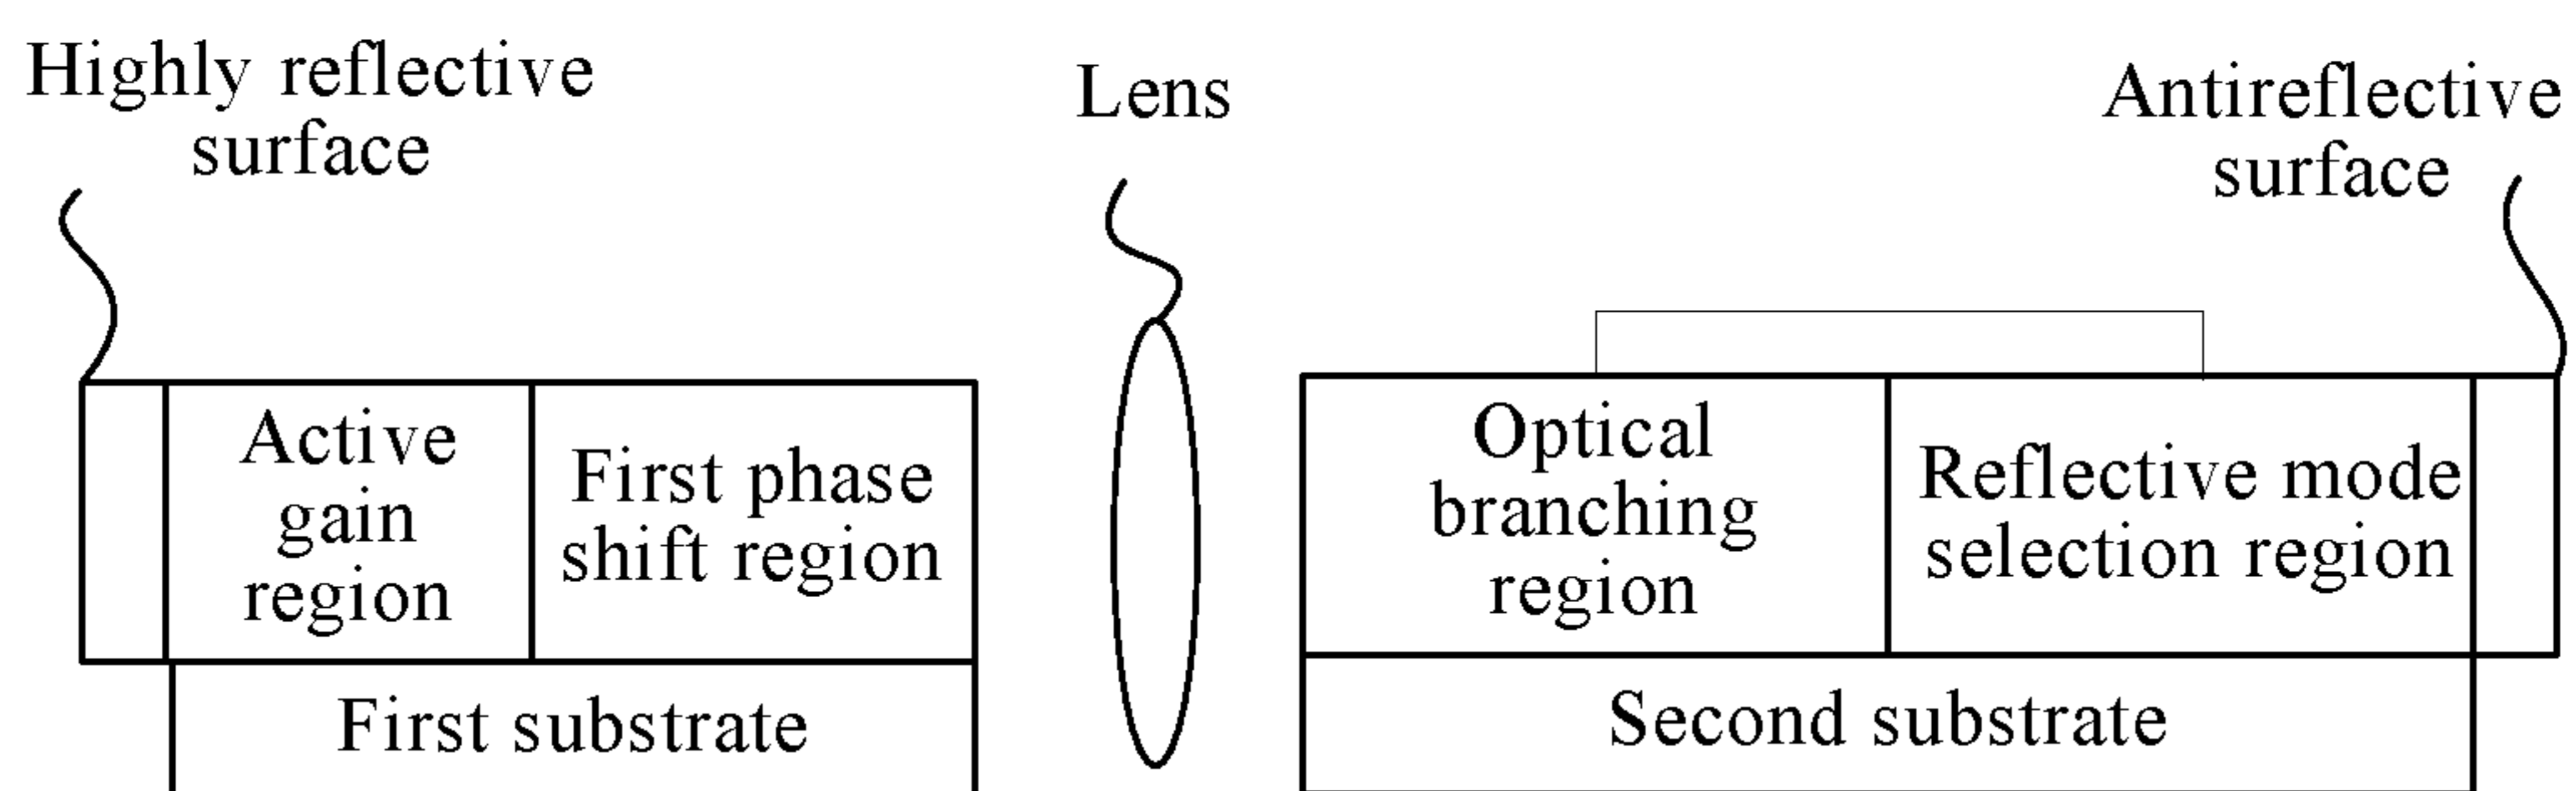 Highly reflective
surface
Lens
Antireflective
surface
Active
gain
region
First phase
shift region
Optical
branching
region
Reflective mode
selection region
First substrate
Second substrate